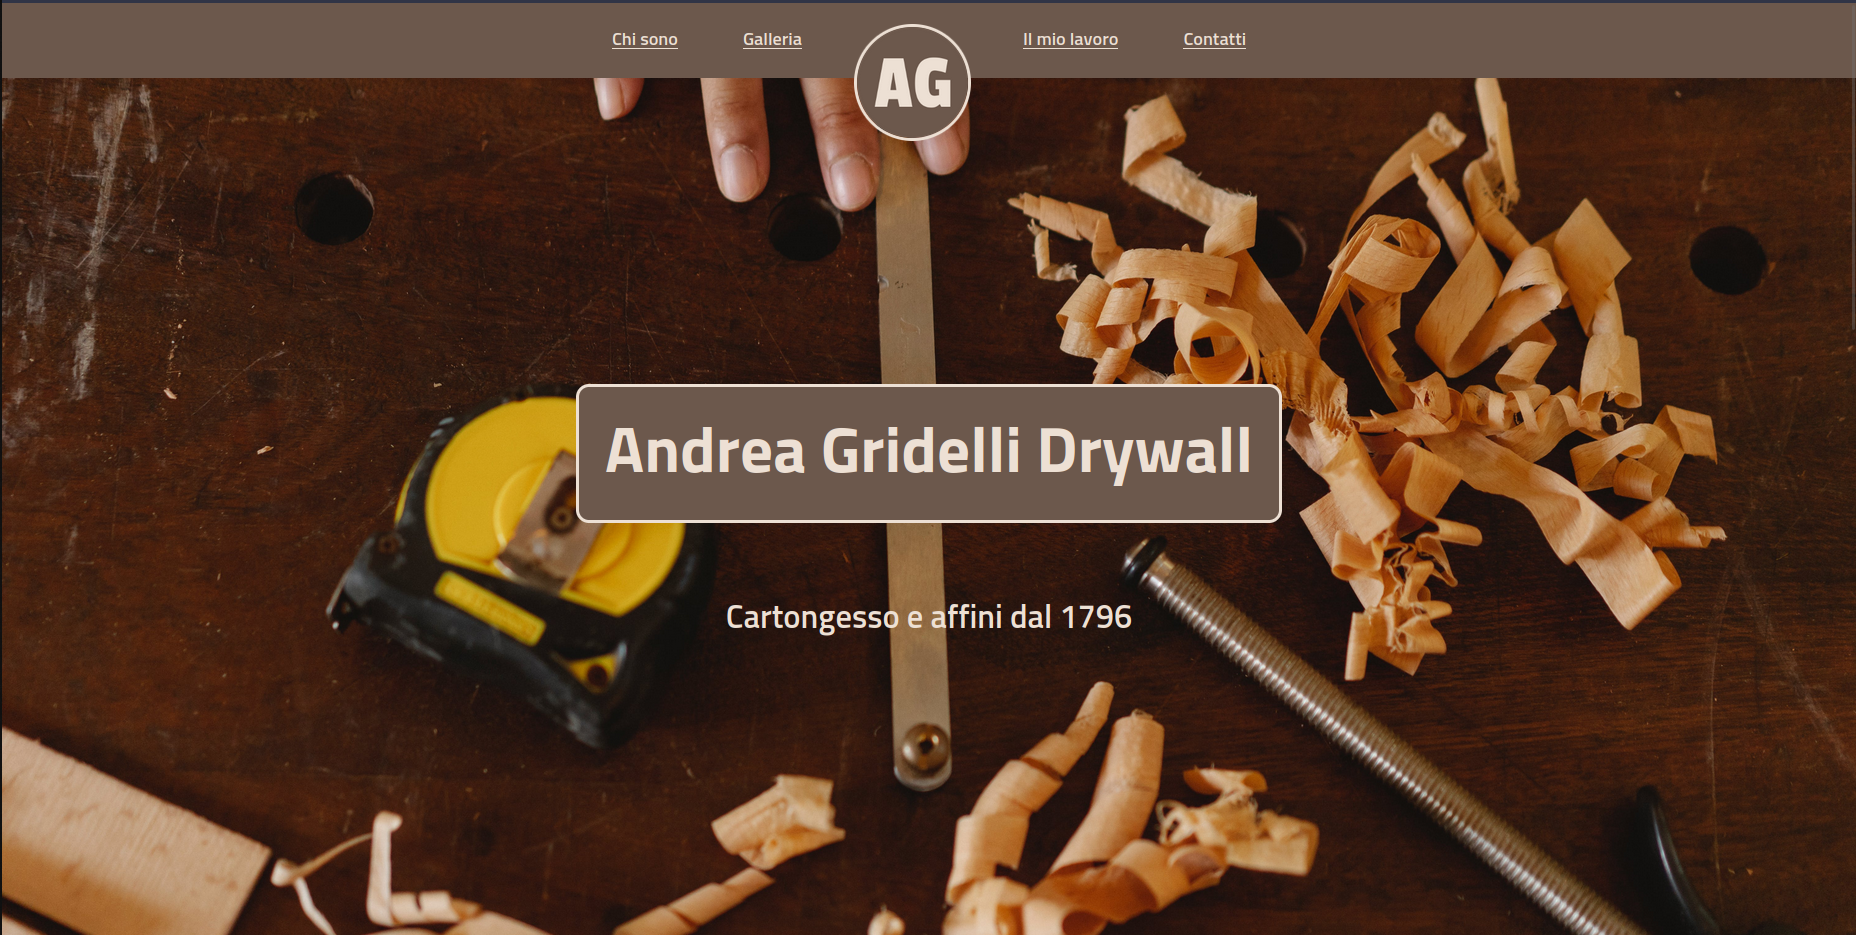 Chi sono
Galleria
AG
Il mio lavoro
Contatti
Andrea Gridelli Drywall
Cartongesso e affini dal 1796